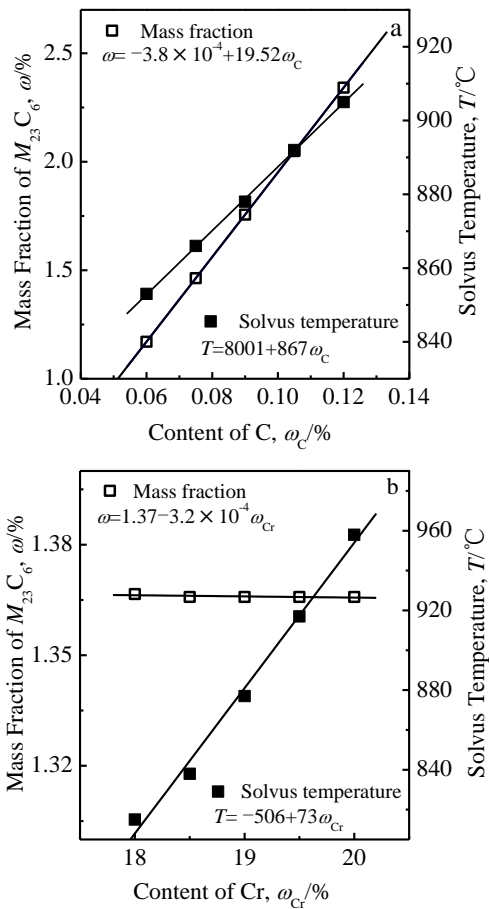 a
Mass fraction
ω= −3.8 × 10⁻⁴+19.52ω_C
Solvus temperature
T=8001+867ω_C
2.5
2.0
1.5
1.0
Mass Fraction of M₂₃C₆, ω/%
920
900
880
860
840
Solvus Temperature, T/℃
0.04 0.06 0.08 0.10 0.12 0.14
Content of C, ω_C/%
b
Mass fraction
ω=1.37−3.2 × 10⁻⁴ω_Cr
Solvus temperature
T= −506+73ω_Cr
1.38
1.35
1.32
Mass Fraction of M₂₃C₆, ω/%
960
920
880
840
Solvus Temperature, T/℃
18 19 20
Content of Cr, ω_Cr/%